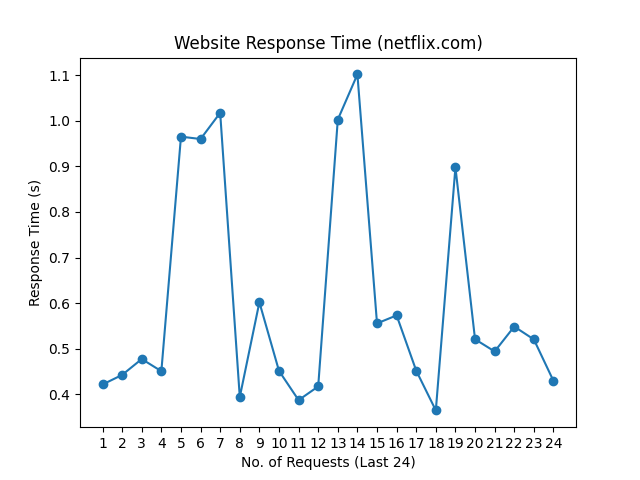 Website Response Time (netflix.com)
Response Time (s)
1.1
1.0
0.9
0.8
0.7
0.6
0.5
0.4
1 2 3 4 5 6 7 8 9 10 11 12 13 14 15 16 17 18 19 20 21 22 23 24
No. of Requests (Last 24)